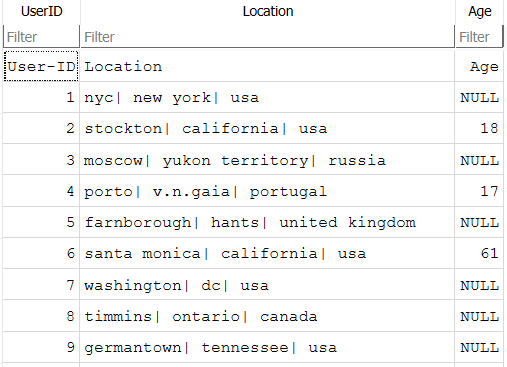 UserID Location Age
Filter Filter Filter
User-ID Location Age
1 nyc| new york| usa NULL
2 stockton| california| usa 18
3 moscow| yukon territory| russia NULL
4 porto| v.n.gaia| portugal 17
5 farnborough| hants| united kingdom NULL
6 santa monica| california| usa 61
7 washington| dc| usa NULL
8 timmins| ontario| canada NULL
9 germantown| tennessee| usa NULL